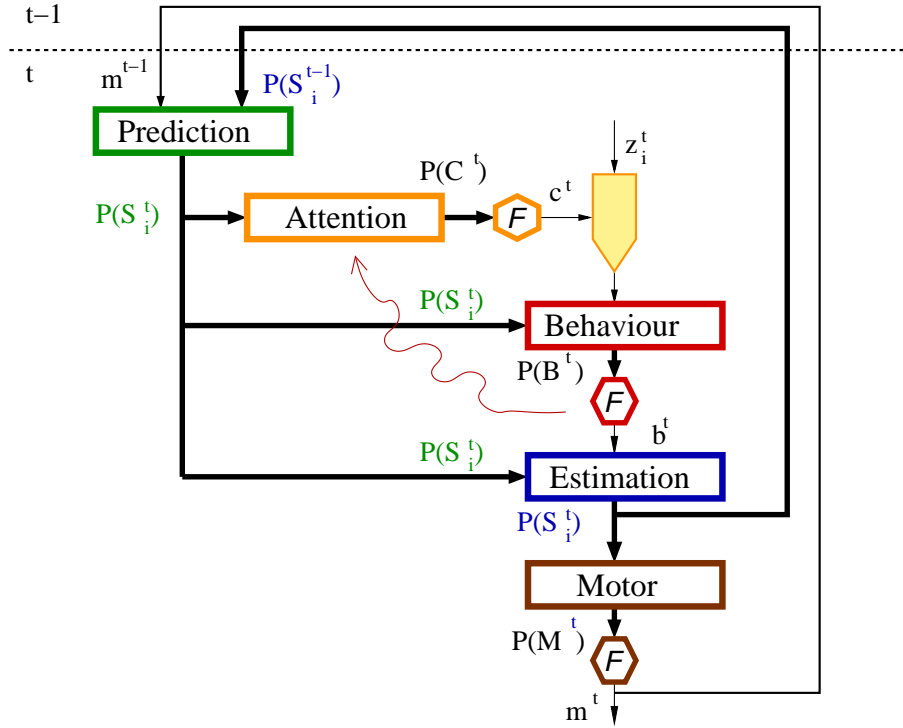 t−1
t
m^{t−1}
P(S_i^{t−1})
Prediction
z_i^t
P(C^t)
c^t
P(S_i^t)
Attention
F
P(S_i^t)
Behaviour
P(B^t)
F
b^t
P(S_i^t)
Estimation
P(S_i^t)
Motor
P(M^t)
F
m^t